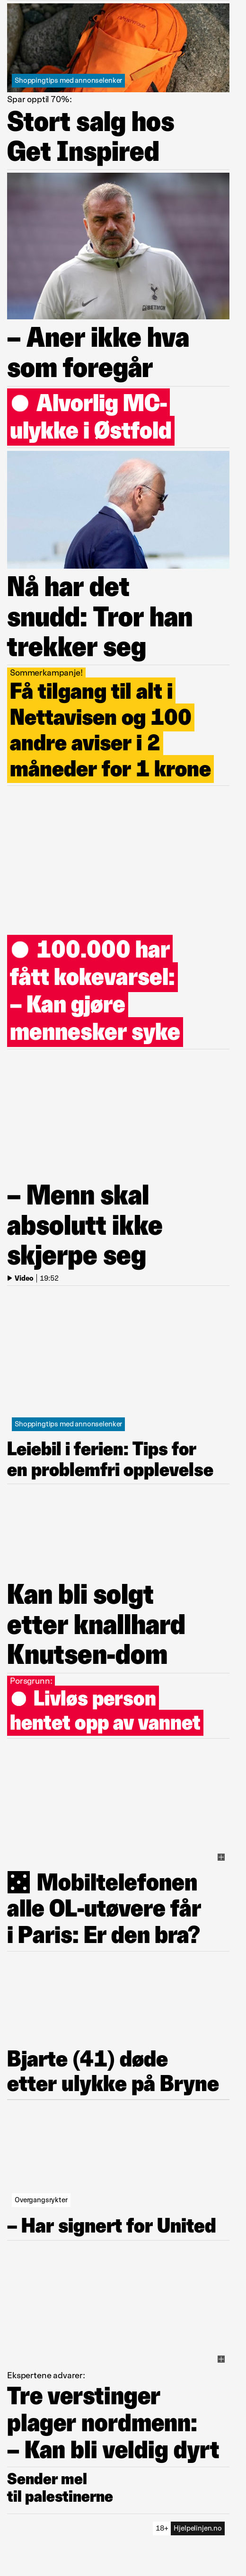 Shoppingtips med annonselenker
Spar opptil 70%:
Stort salg hos
Get Inspired
– Aner ikke hva
som foregår
Alvorlig MC-
ulykke i Østfold
Nå har det
snudd: Tror han
trekker seg
Sommerkampanje!
Få tilgang til alt i
Nettavisen og 100
andre aviser i 2
måneder for 1 krone
100.000 har
fått kokevarsel:
– Kan gjøre
mennesker syke
– Menn skal
absolutt ikke
skjerpe seg
Video | 19:52
Shoppingtips med annonselenker
Leiebil i ferien: Tips for
en problemfri opplevelse
Kan bli solgt
etter knallhard
Knutsen-dom
Porsgrunn:
Livløs person
hentet opp av vannet
Mobiltelefonen
alle OL-utøvere får
i Paris: Er den bra?
Bjarte (41) døde
etter ulykke på Bryne
Overgangsrykter
– Har signert for United
Ekspertene advarer:
Tre verstinger
plager nordmenn:
– Kan bli veldig dyrt
Sender mel
til palestinerne
18+ Hjelpelinjen.no